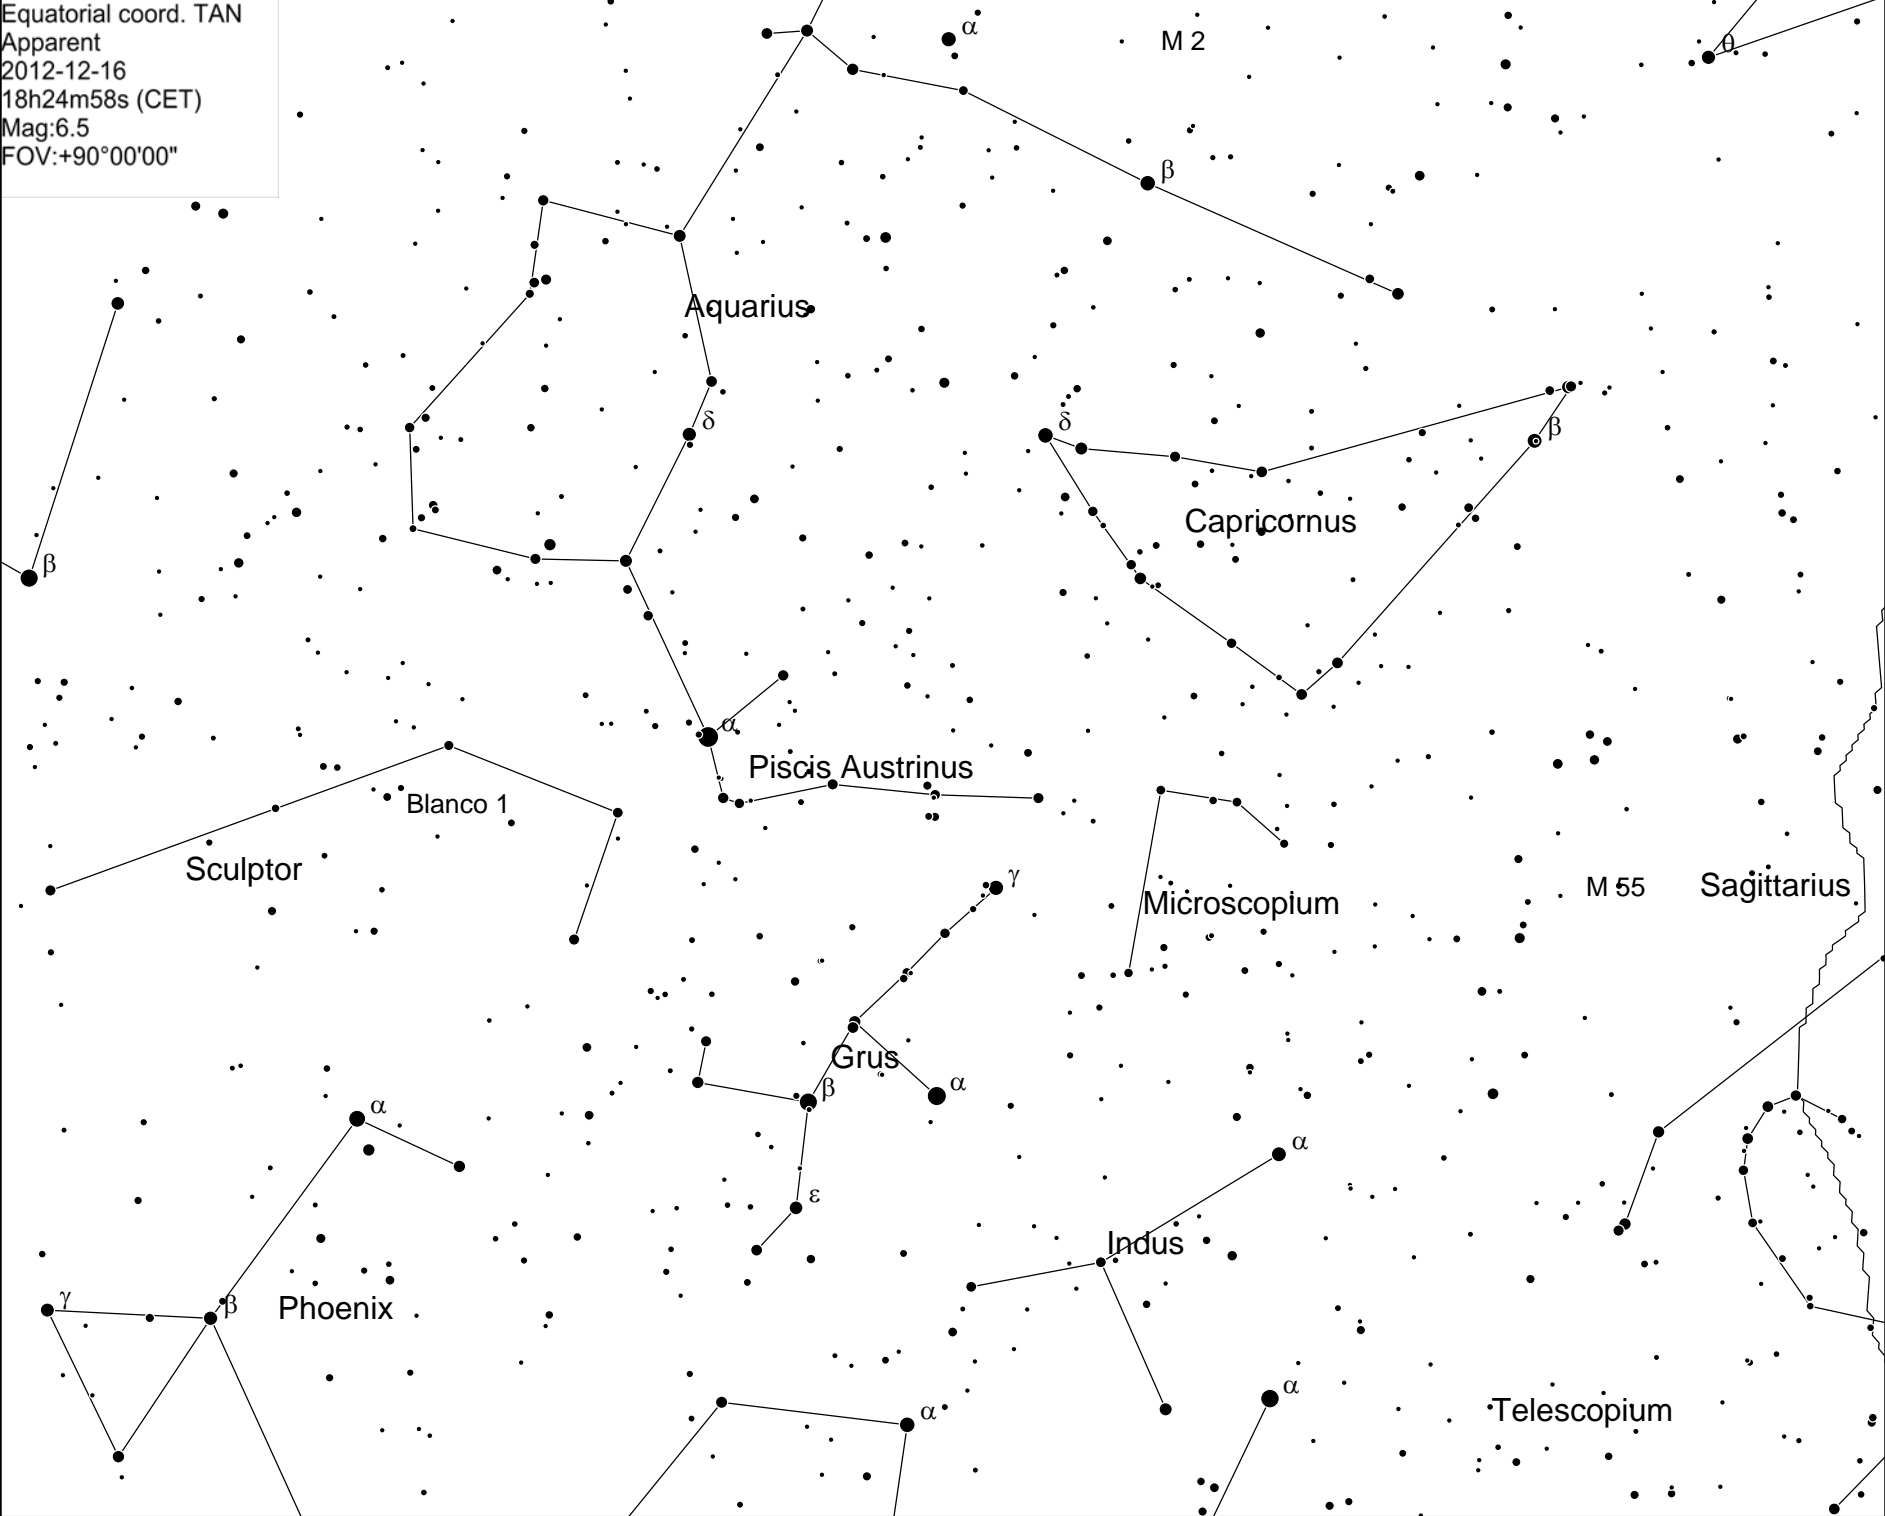 Equatorial coord. TAN
Apparent
2012-12-16
18h24m58s (CET)
Mag:6.5
FOV:+90°00'00"
α
M 2
θ
β
Aquarius
δ
δ
β
Capricornus
β
α
Piscis Austrinus
Blanco 1
Sculptor
γ
Microscopium
M 55
Sagittarius
Grus
β
α
α
α
ε
Indus
γ
β
Phoenix
α
α
Telescopium